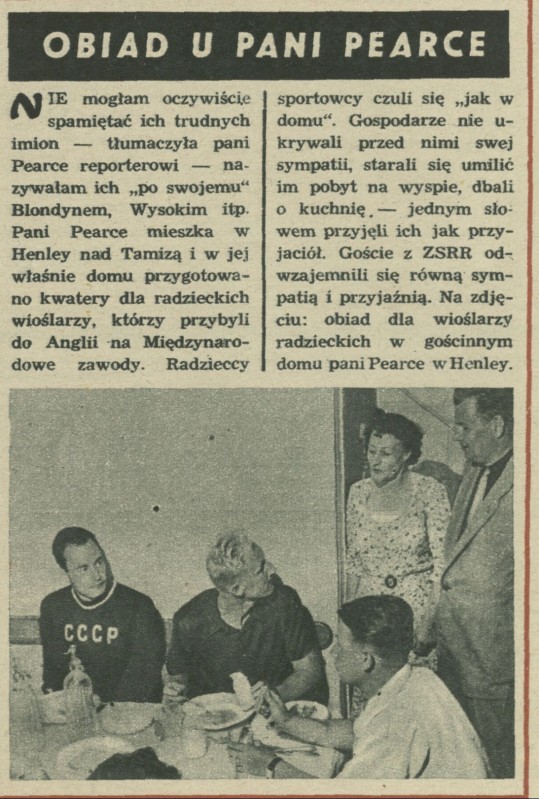 OBIAD U PANI PEARCE
NIE mogłam oczywiście
spamiętać ich trudnych
imion — tłumaczyła pani
Pearce reporterowi — na-
zywałam ich „po swojemu“
Blondynem, Wysokim itp.
Pani Pearce mieszka w
Henley nad Tamizą i w jej
właśnie domu przygotowa-
no kwatery dla radzieckich
wioślarzy, którzy przybyli
do Anglii na Międzynaro-
dowe zawody. Radzieccy
sportowcy czuli się „jak w
domu“. Gospodarze nie u-
krywali przed nimi swej
sympatii, starali się umilić
im pobyt na wyspie, dbali
o kuchnię — jednym sło-
wem przyjęli ich jak przy-
jaciół. Goście z ZSRR od-
wzajemnili się równą sym-
patią i przyjaźnią. Na zdję-
ciu: obiad dla wioślarzy
radzieckich w gościnnym
domu pani Pearce w Henley.
CCCP